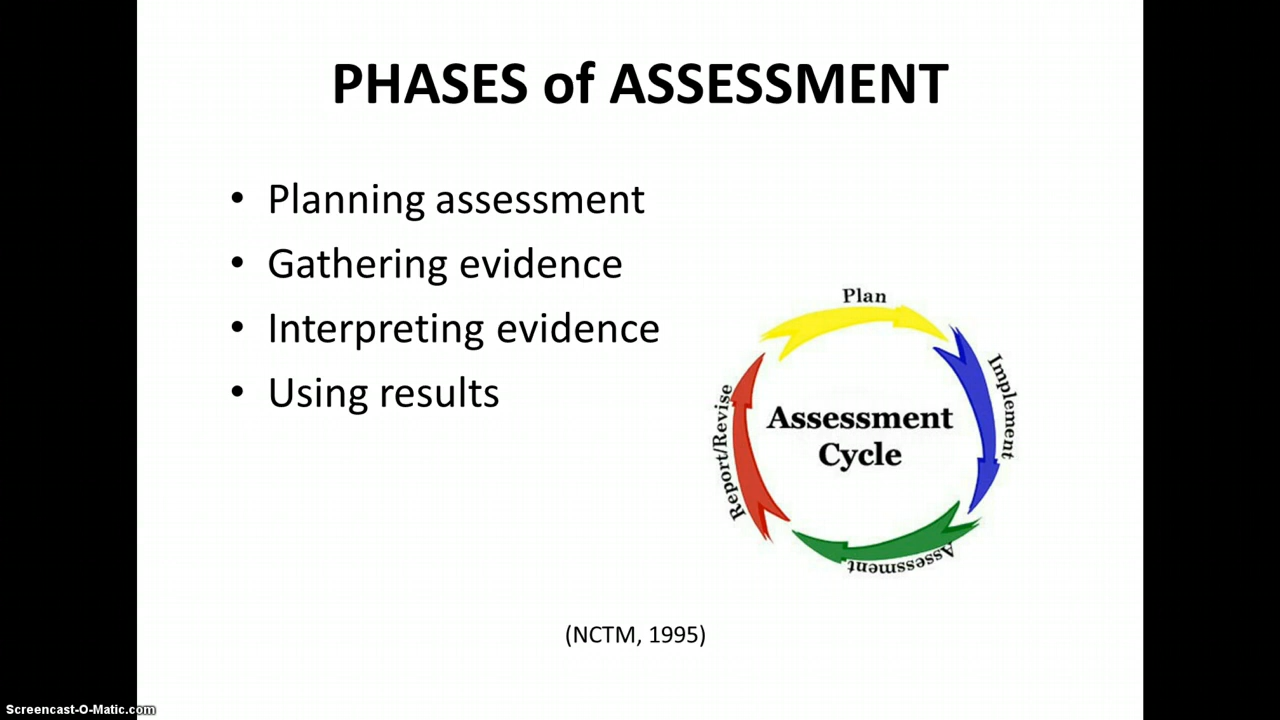 PHASES of ASSESSMENT
• Planning assessment
• Gathering evidence
• Interpreting evidence
• Using results
Plan
Implement
Assessment
Report/Revise
Assessment
Cycle
(NCTM, 1995)
Screencast-O-Matic.com